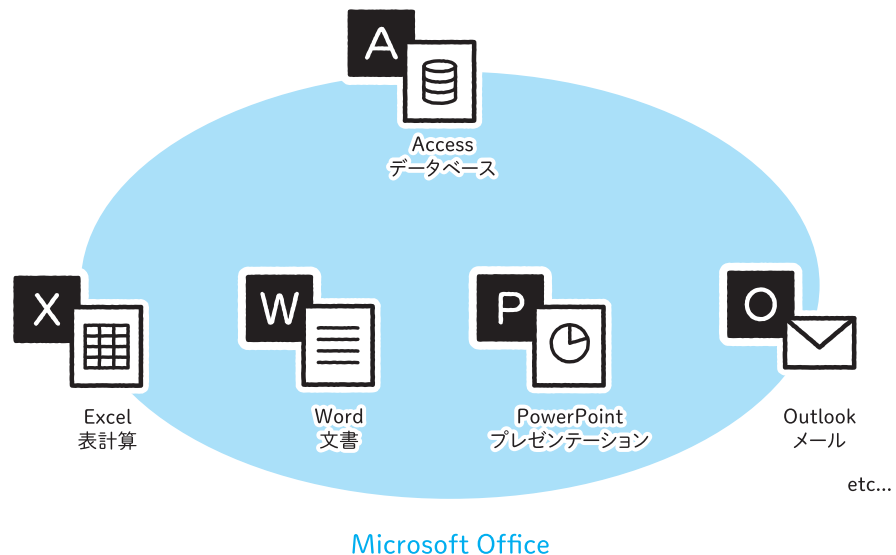 A
Access
データベース
X
Excel
表計算
W
Word
文書
P
PowerPoint
プレゼンテーション
O
Outlook
メール
etc...
Microsoft Office